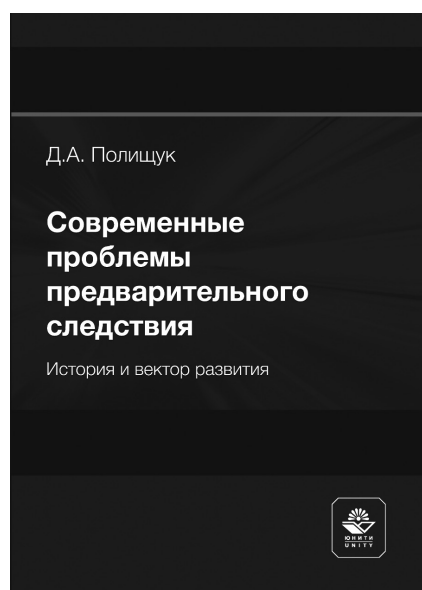 Д.А. Полищук
Современные
проблемы
предварительного
следствия
История и вектор развития
ЮНИТИ
UNITY